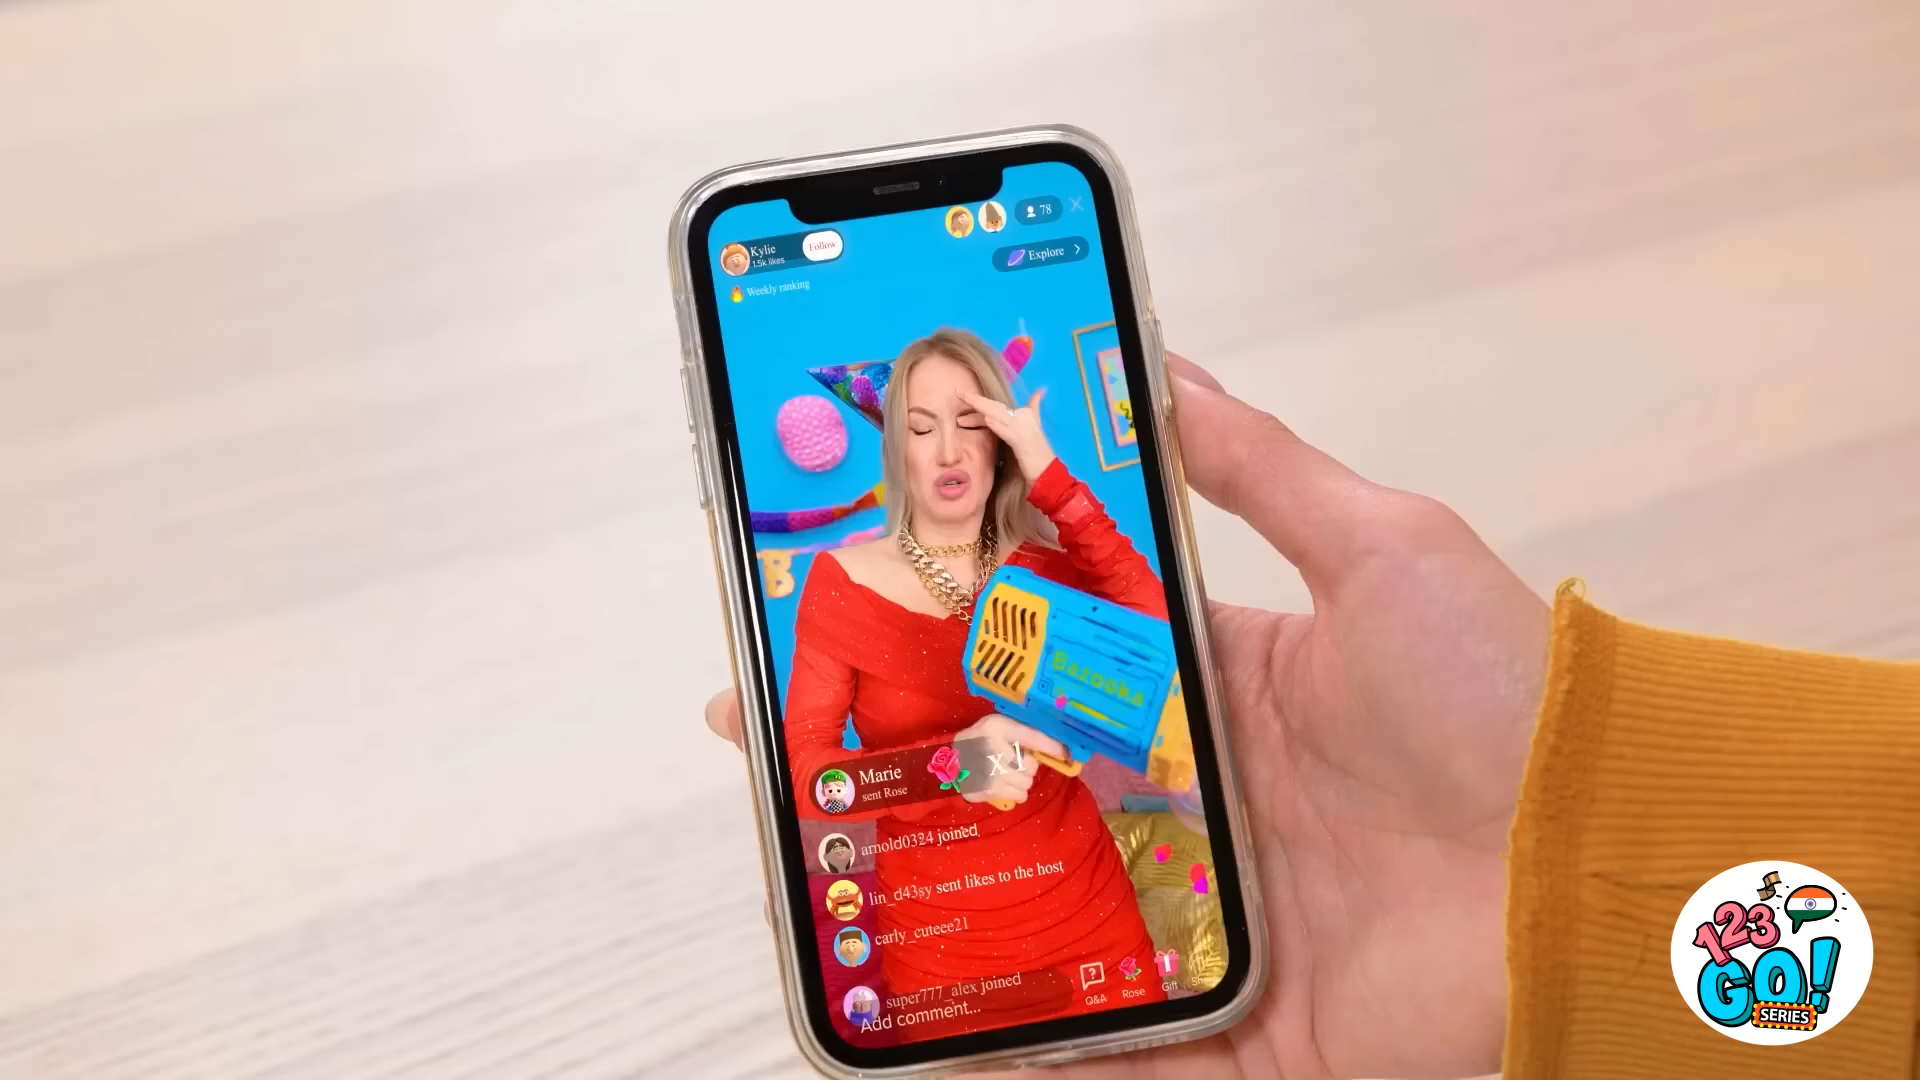 78
Kylie
Follow
1.5k likes
Explore
Weekly ranking
B
Bazooka
Marie
x1
sent Rose
arnold0324 joined
lin_d43sy sent likes to the host
carly_cuteee21
super777_alex joined
Add comment...
Q&A
Rose
Gift
123
GO!
SERIES